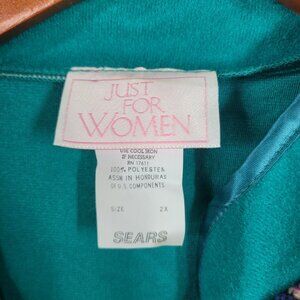 JUST
FOR
WOMEN
USE COOL IRON
IF NECESSARY
RN 17611
100% POLYESTER
ASSM IN HONDURAS
OF U.S. COMPONENTS
SIZE 2X
SEARS